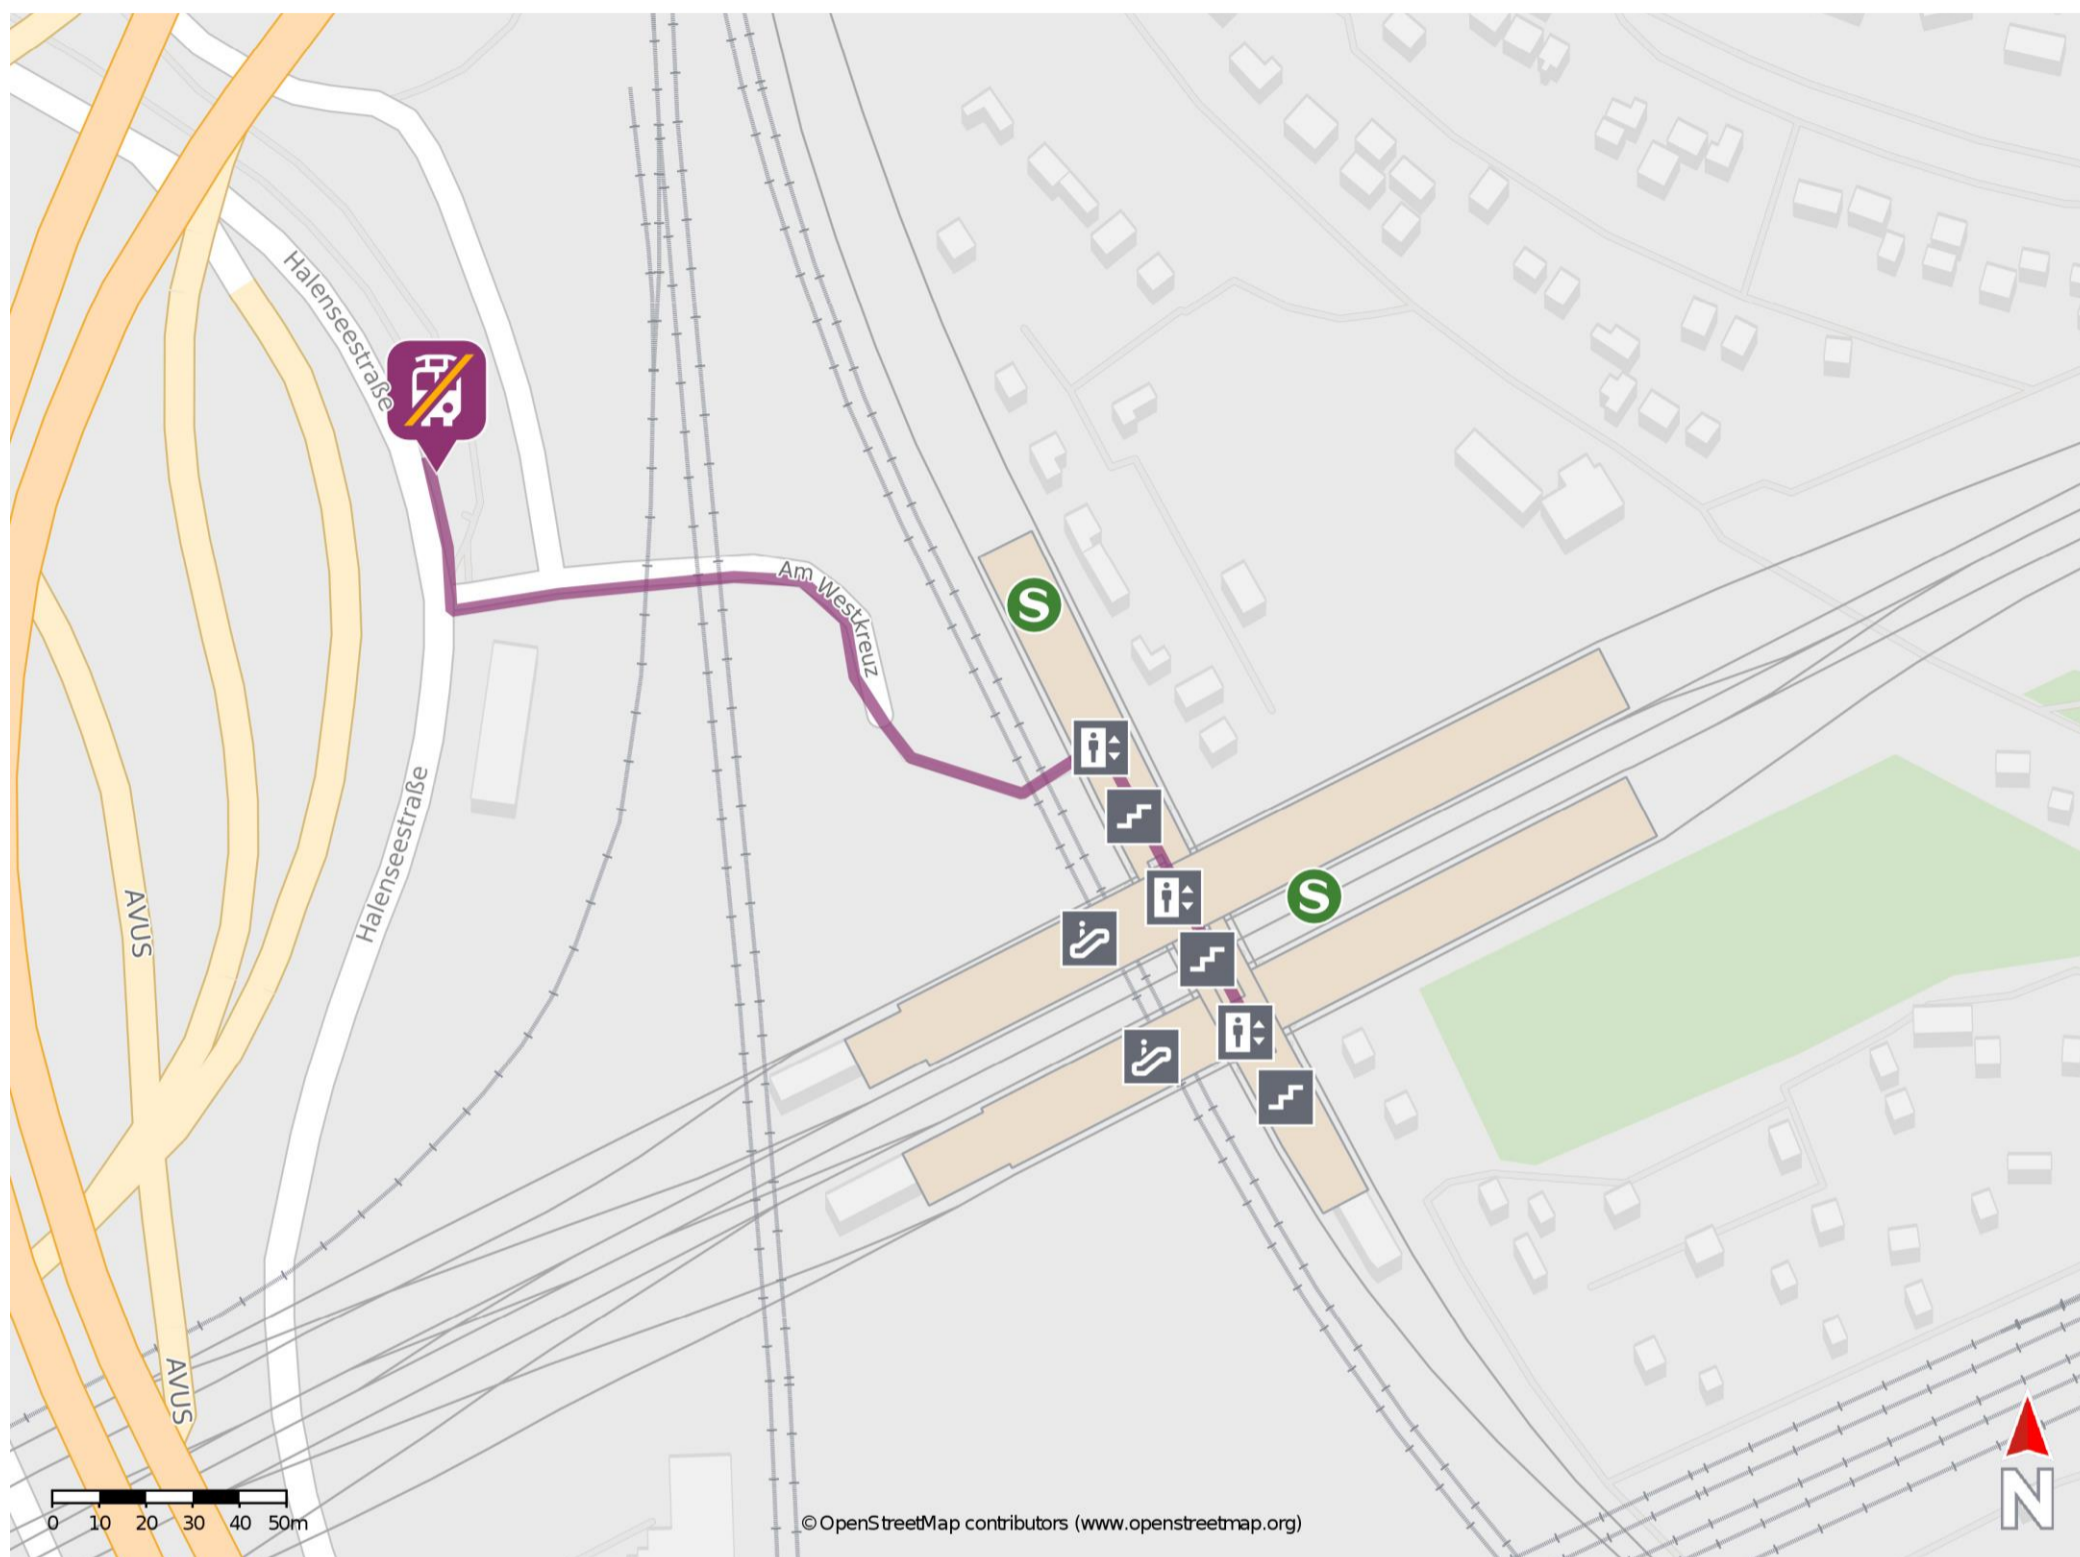 Halenseestraße
Am Westkreuz
S
Halenseestraße
AVUS
S
AVUS
N
0 10 20 30 40 50m
© OpenStreetMap contributors (www.openstreetmap.org)